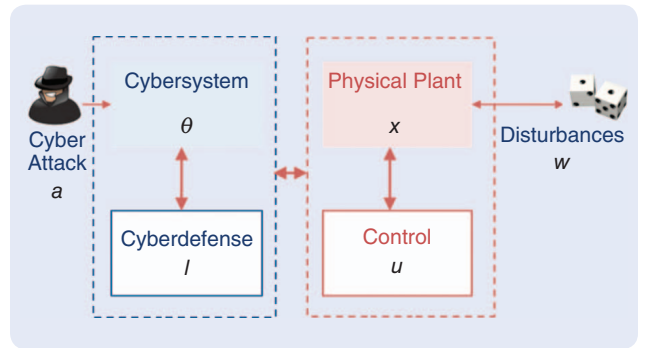 Cybersystem
θ
Physical Plant
x
Cyber
Attack
a
Disturbances
w
Cyberdefense
l
Control
u